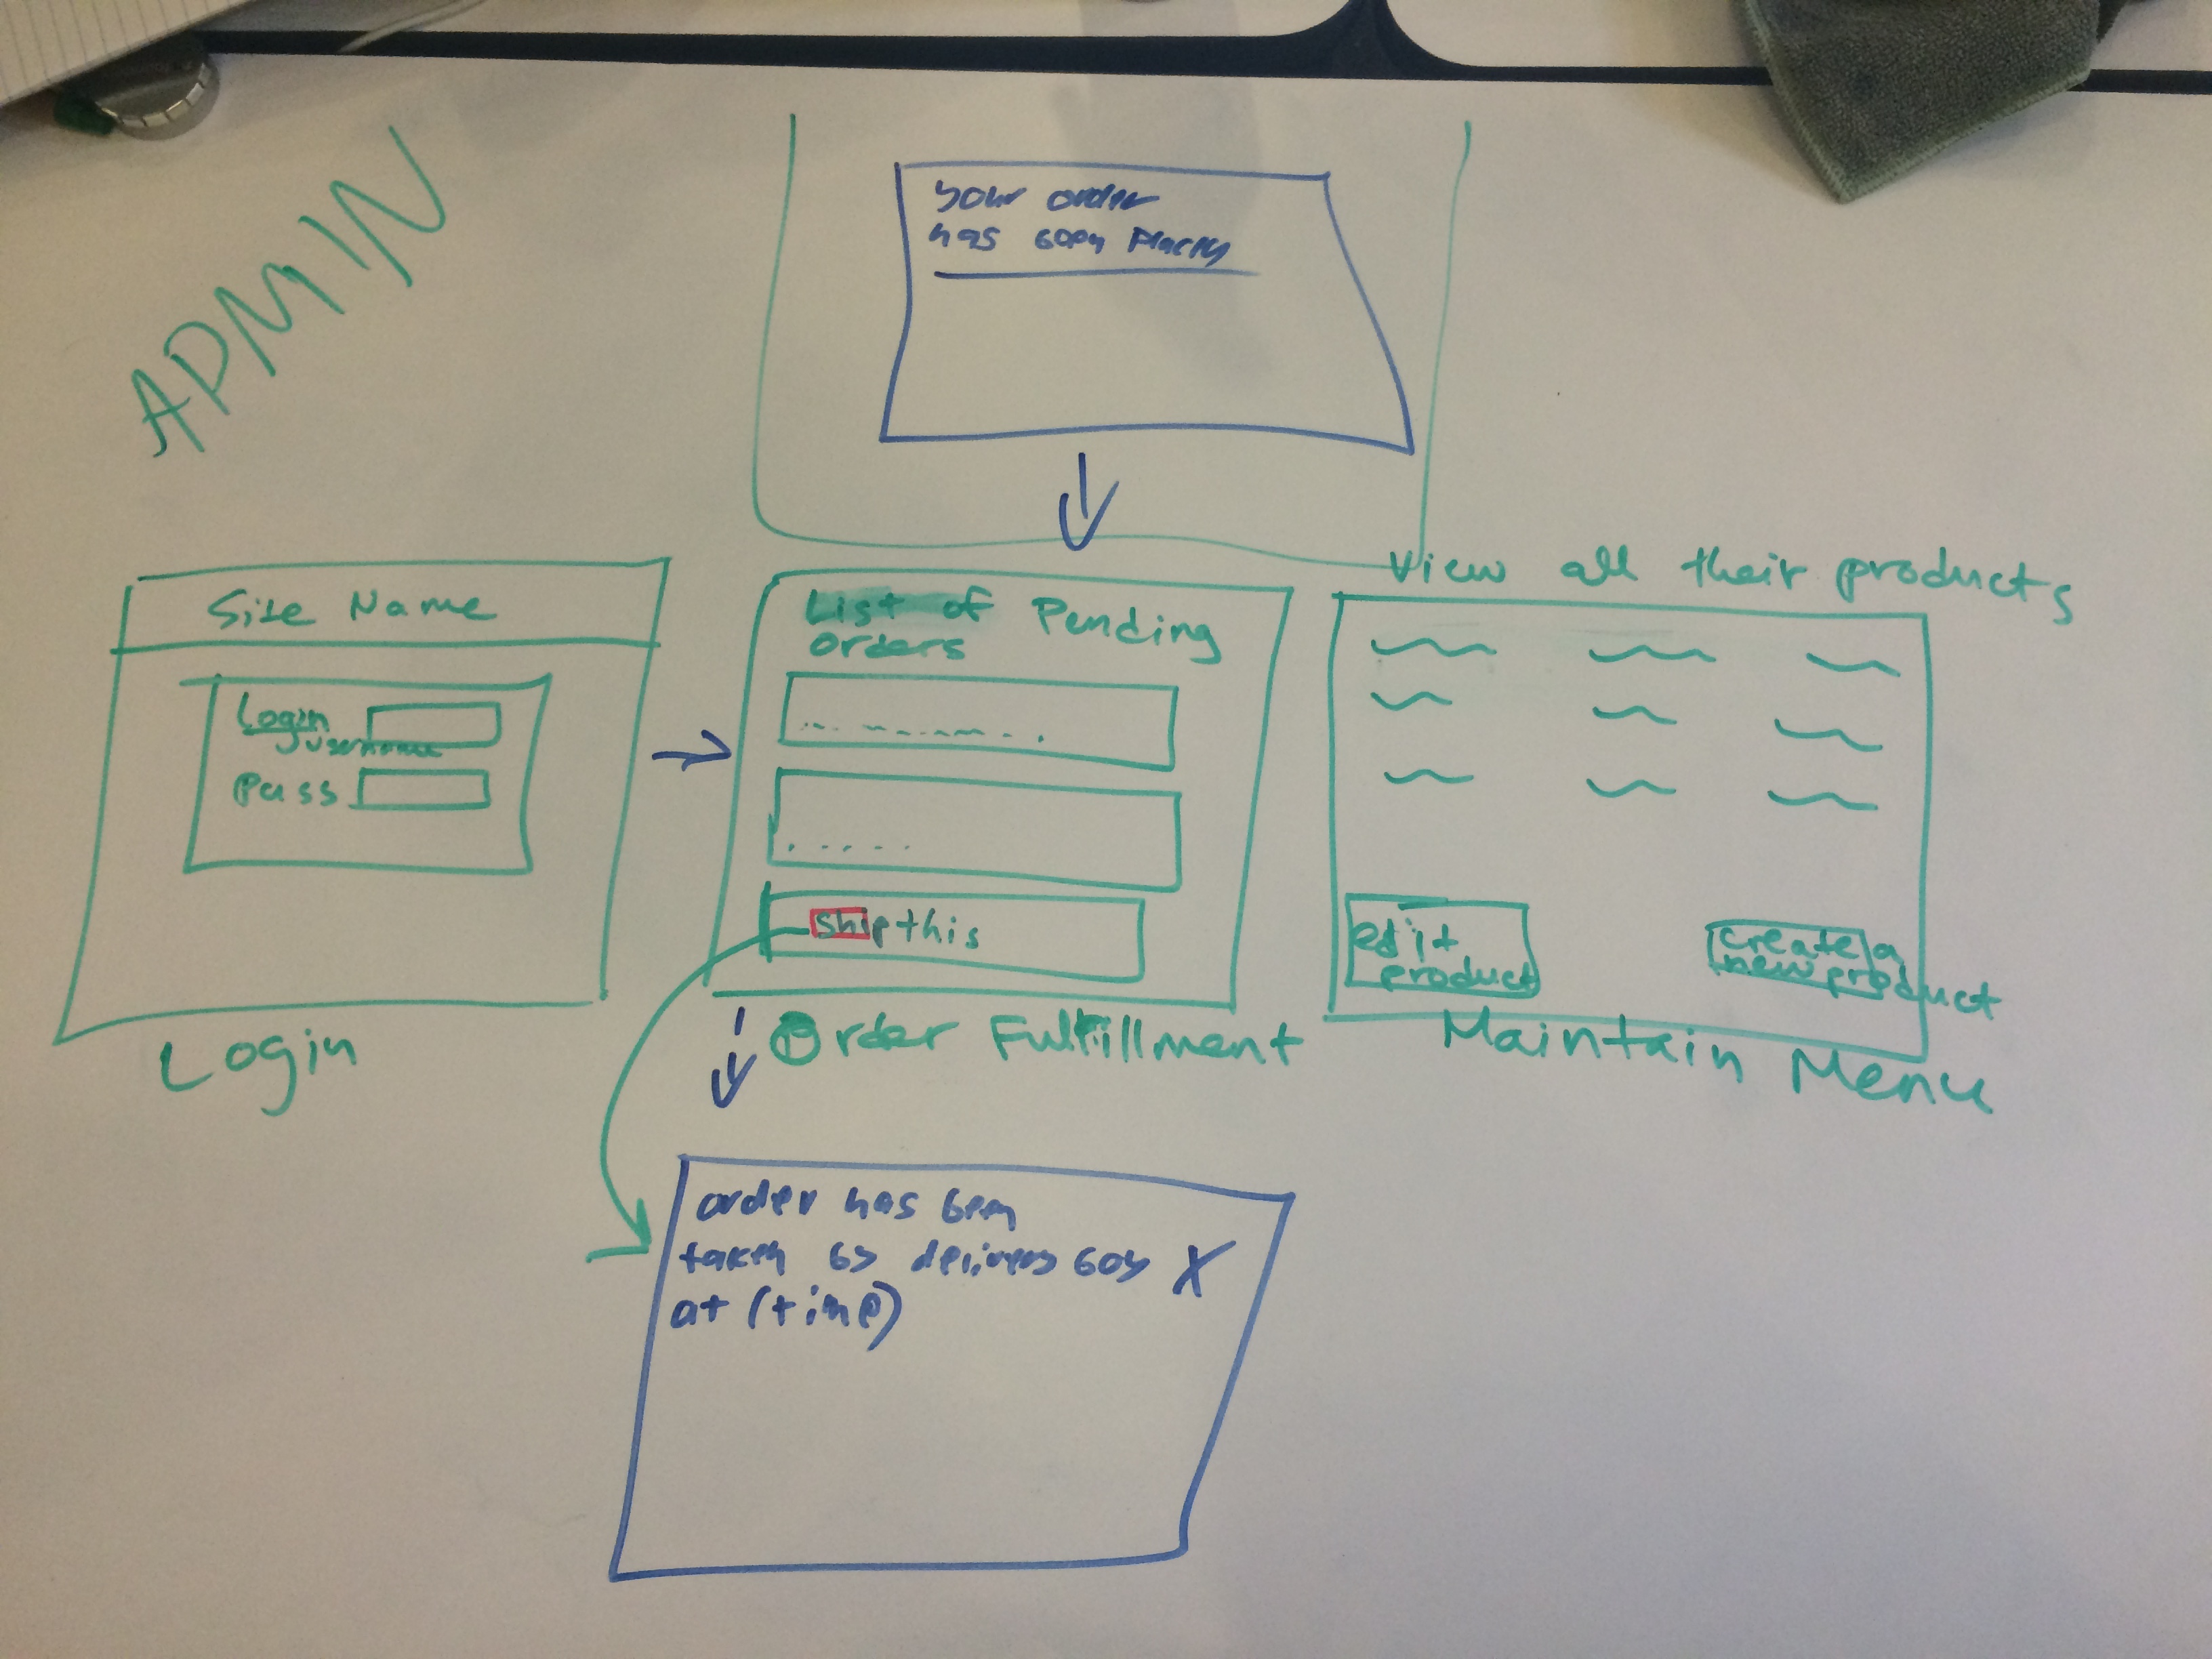 ADMIN
your order
has been placed
Site Name
Login
username
Pass
Login
List of Pending
orders
ship this
Order Fulfillment
View all their products
edit
product
create a
new product
Maintain Menu
order has been
taken by delivery boy X
at (time)